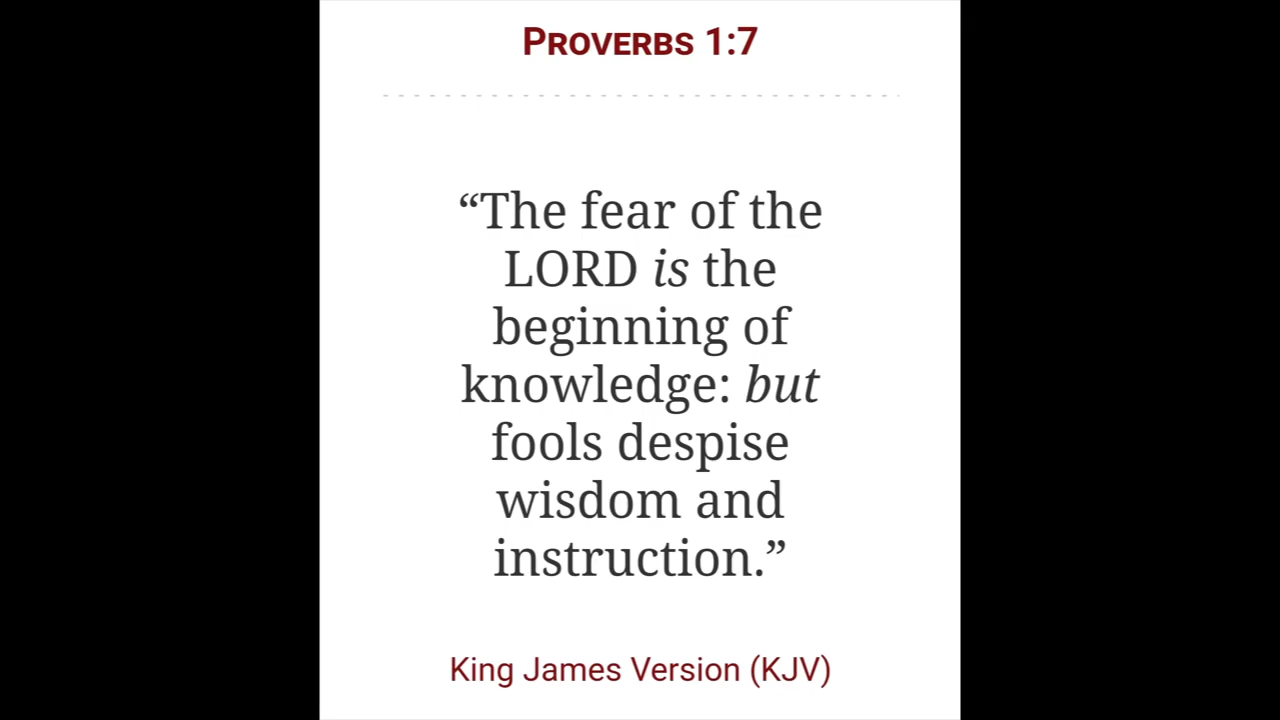 PROVERBS 1:7
“The fear of the
LORD is the
beginning of
knowledge: but
fools despise
wisdom and
instruction.”
King James Version (KJV)